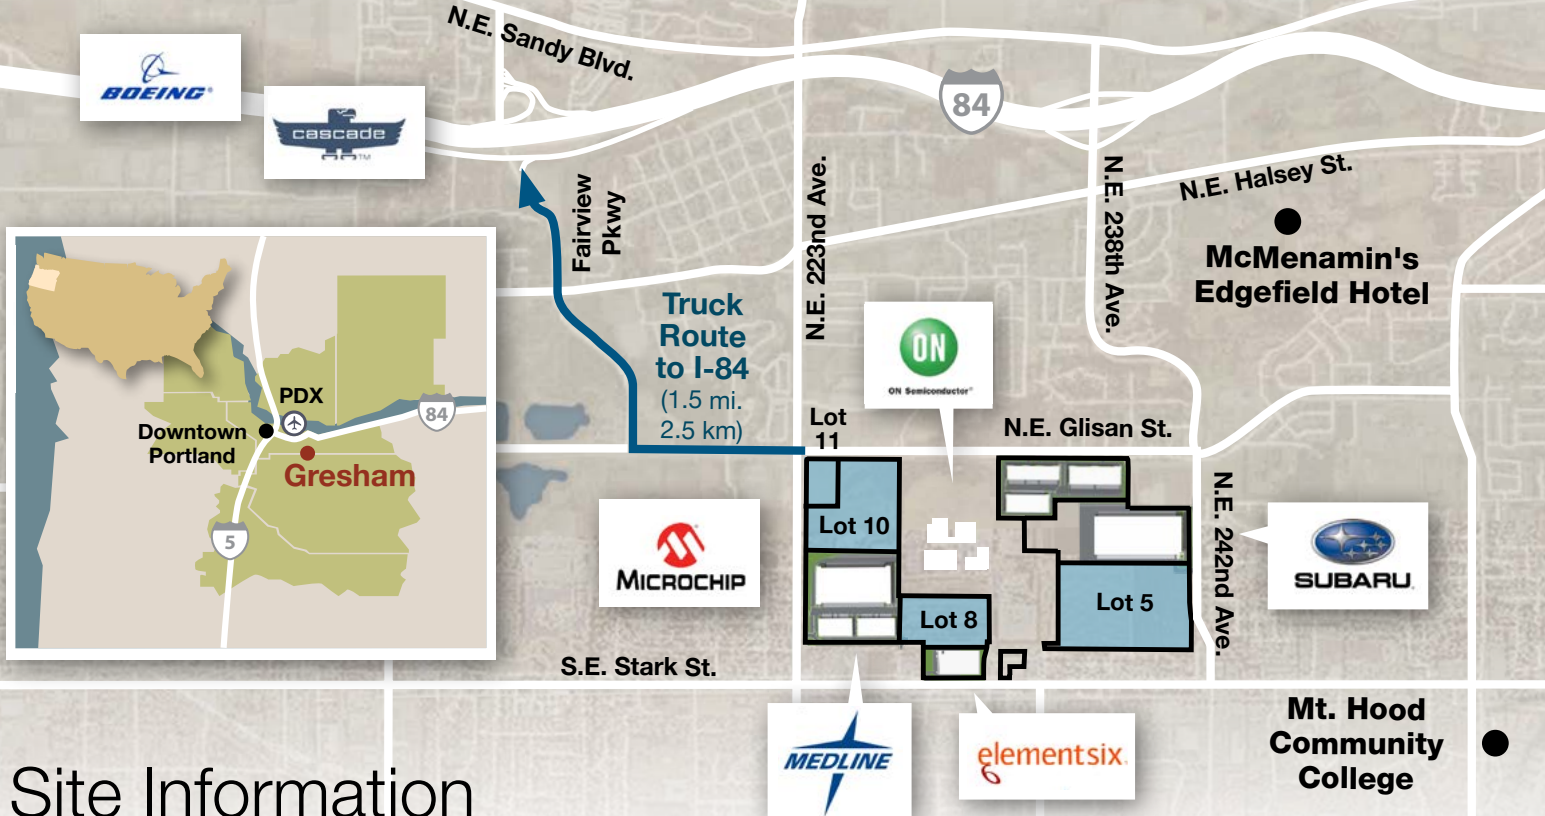 N.E. Sandy Blvd.
BOEING®
cascade
TM
84
N.E. 223nd Ave.
N.E. 238th Ave.
N.E. Halsey St.
Fairview
Pkwy
McMenamin's
Edgefield Hotel
Truck
Route
to I-84
(1.5 mi.
2.5 km)
ON
ON Semiconductor®
PDX
84
Downtown
Portland
Gresham
5
Lot
11
N.E. Glisan St.
Lot 10
MICROCHIP
N.E. 242nd Ave.
SUBARU
Lot 5
Lot 8
S.E. Stark St.
MEDLINE
elementsix
Mt. Hood
Community
College
Site Information